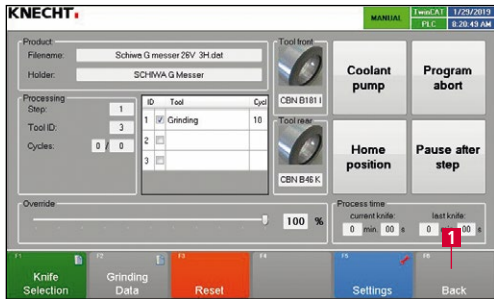 KNECHT.
MANUAL
TwinCAT 1/29/2019
PLC 8:20:49 AM
Product
Filename: Schiwa G messer 26V 3H.dat
Holder: SCHIWA G Messer
Tool front
CBN B181 I
Coolant pump
Program abort
Processing
Step: 1
Tool ID: 3
Cycles: 0 / 0
ID Tool Cycl
1 Grinding 10
2
3
Tool rear
CBN B46 K
Home position
Pause after step
Override
100 %
Process time
current knife: last knife:
0 min. 00 s 0 00 s
1
F1 Knife Selection
F2 Grinding Data
F3 Reset
F4
F5 Settings
F6 Back